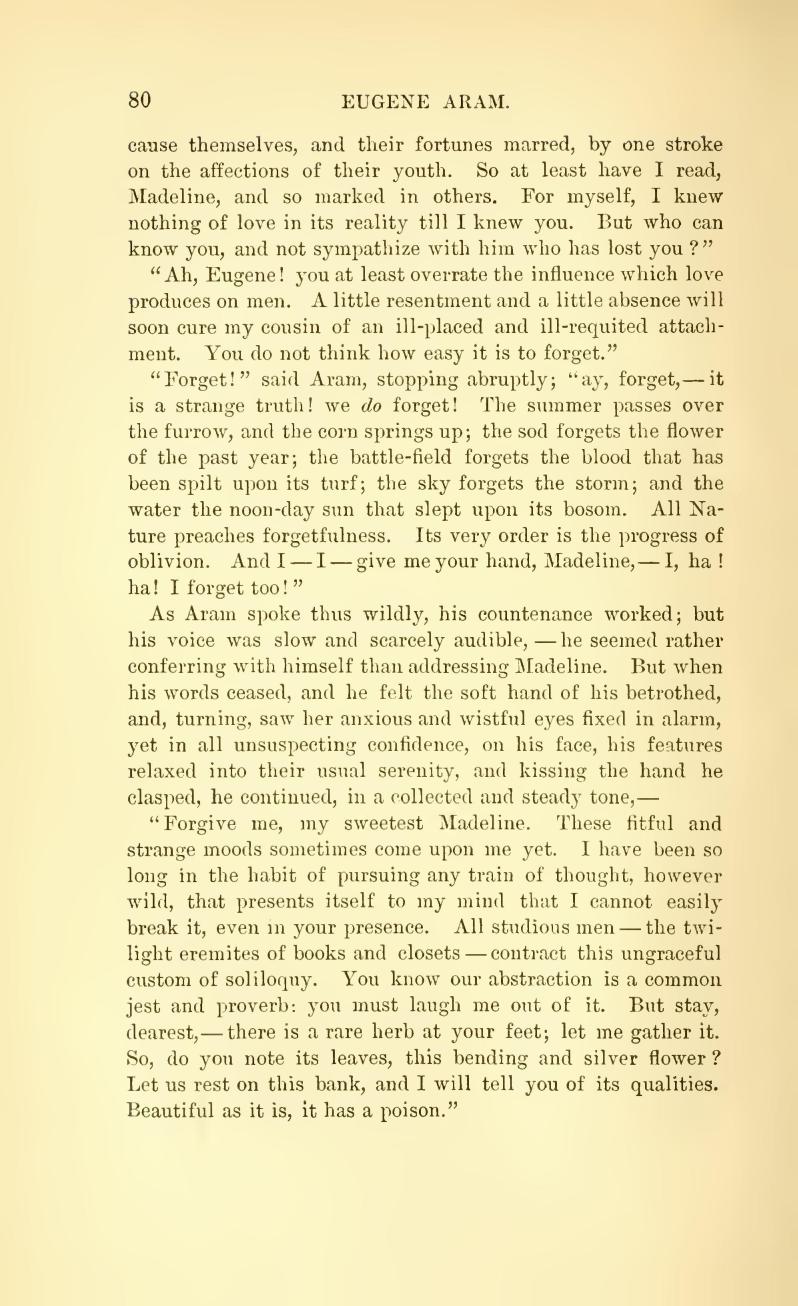 80 EUGENE ARAM.
cause themselves, and their fortunes marred, by one stroke
on the affections of their youth. So at least have I read,
Madeline, and so marked in others. For myself, I knew
nothing of love in its reality till I knew you. But who can
know you, and not sympathize with him who has lost you?”
“Ah, Eugene! you at least overrate the influence which love
produces on men. A little resentment and a little absence will
soon cure my cousin of an ill-placed and ill-requited attach-
ment. You do not think how easy it is to forget.”
“Forget!” said Aram, stopping abruptly; “ay, forget,— it
is a strange truth! we do forget! The summer passes over
the furrow, and the corn springs up; the sod forgets the flower
of the past year; the battle-field forgets the blood that has
been spilt upon its turf; the sky forgets the storm; and the
water the noon-day sun that slept upon its bosom. All Na-
ture preaches forgetfulness. Its very order is the progress of
oblivion. And I — I — give me your hand, Madeline,— I, ha!
ha! I forget too!”
As Aram spoke thus wildly, his countenance worked; but
his voice was slow and scarcely audible, — he seemed rather
conferring with himself than addressing Madeline. But when
his words ceased, and he felt the soft hand of his betrothed,
and, turning, saw her anxious and wistful eyes fixed in alarm,
yet in all unsuspecting confidence, on his face, his features
relaxed into their usual serenity, and kissing the hand he
clasped, he continued, in a collected and steady tone,—
“Forgive me, my sweetest Madeline. These fitful and
strange moods sometimes come upon me yet. I have been so
long in the habit of pursuing any train of thought, however
wild, that presents itself to my mind that I cannot easily
break it, even in your presence. All studious men — the twi-
light eremites of books and closets — contract this ungraceful
custom of soliloquy. You know our abstraction is a common
jest and proverb: you must laugh me out of it. But stay,
dearest,— there is a rare herb at your feet; let me gather it.
So, do you note its leaves, this bending and silver flower?
Let us rest on this bank, and I will tell you of its qualities.
Beautiful as it is, it has a poison.”